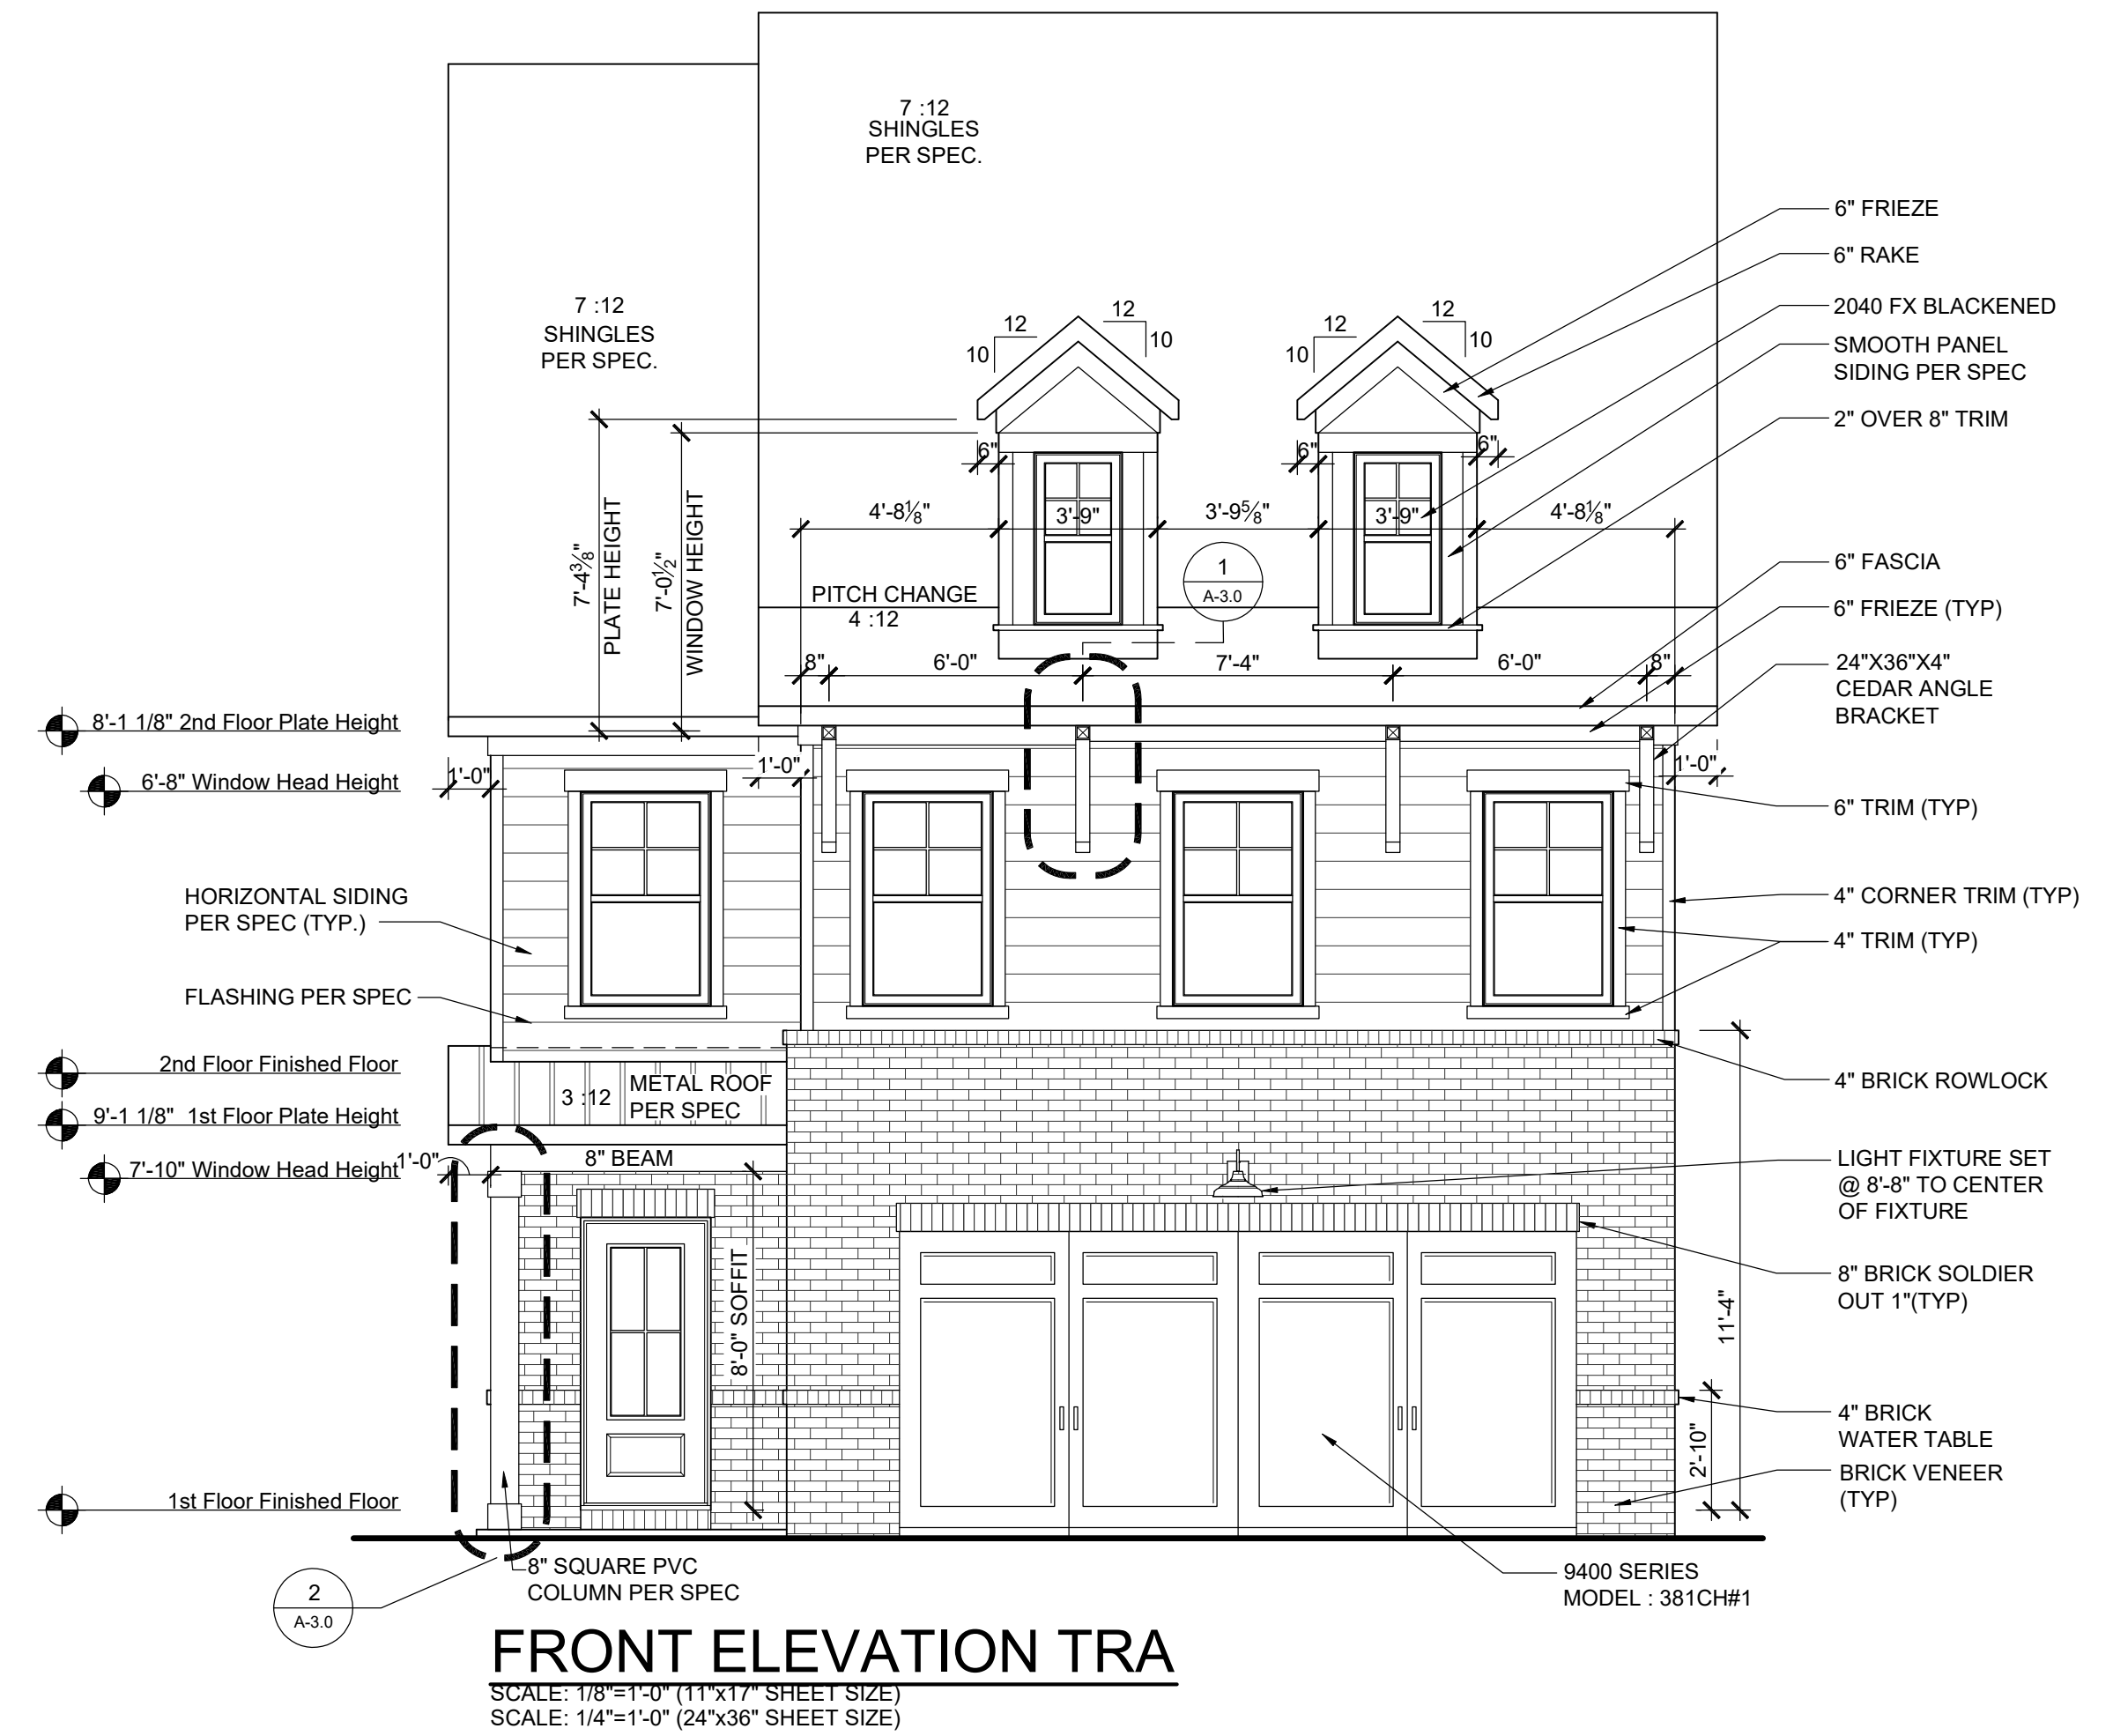 7 :12
SHINGLES
PER SPEC.
7 :12
SHINGLES
PER SPEC.
12
10
12
10
12
10
12
10
6"
6"
6"
4'-8⅛"
3'-9"
3'-9⅝"
3'-9"
4'-8⅛"
7'-4⅜"
PLATE HEIGHT
7'-0½"
WINDOW HEIGHT
PITCH CHANGE
4 :12
1
A-3.0
8"
6'-0"
7'-4"
6'-0"
8"
6" FRIEZE
6" RAKE
2040 FX BLACKENED
SMOOTH PANEL
SIDING PER SPEC
2" OVER 8" TRIM
6" FASCIA
6" FRIEZE (TYP)
24"X36"X4"
CEDAR ANGLE
BRACKET
6" TRIM (TYP)
4" CORNER TRIM (TYP)
4" TRIM (TYP)
4" BRICK ROWLOCK
LIGHT FIXTURE SET
@ 8'-8" TO CENTER
OF FIXTURE
8" BRICK SOLDIER
OUT 1"(TYP)
4" BRICK
WATER TABLE
BRICK VENEER
(TYP)
11'-4"
2'-10"
8'-1 1/8" 2nd Floor Plate Height
6'-8" Window Head Height
1'-0"
1'-0"
1'-0"
HORIZONTAL SIDING
PER SPEC (TYP.)
FLASHING PER SPEC
2nd Floor Finished Floor
9'-1 1/8" 1st Floor Plate Height
7'-10" Window Head Height
1'-0"
3 :12
METAL ROOF
PER SPEC
8" BEAM
8'-0" SOFFIT
1st Floor Finished Floor
2
A-3.0
8" SQUARE PVC
COLUMN PER SPEC
9400 SERIES
MODEL : 381CH#1
FRONT ELEVATION TRA
SCALE: 1/8"=1'-0" (11"x17" SHEET SIZE)
SCALE: 1/4"=1'-0" (24"x36" SHEET SIZE)